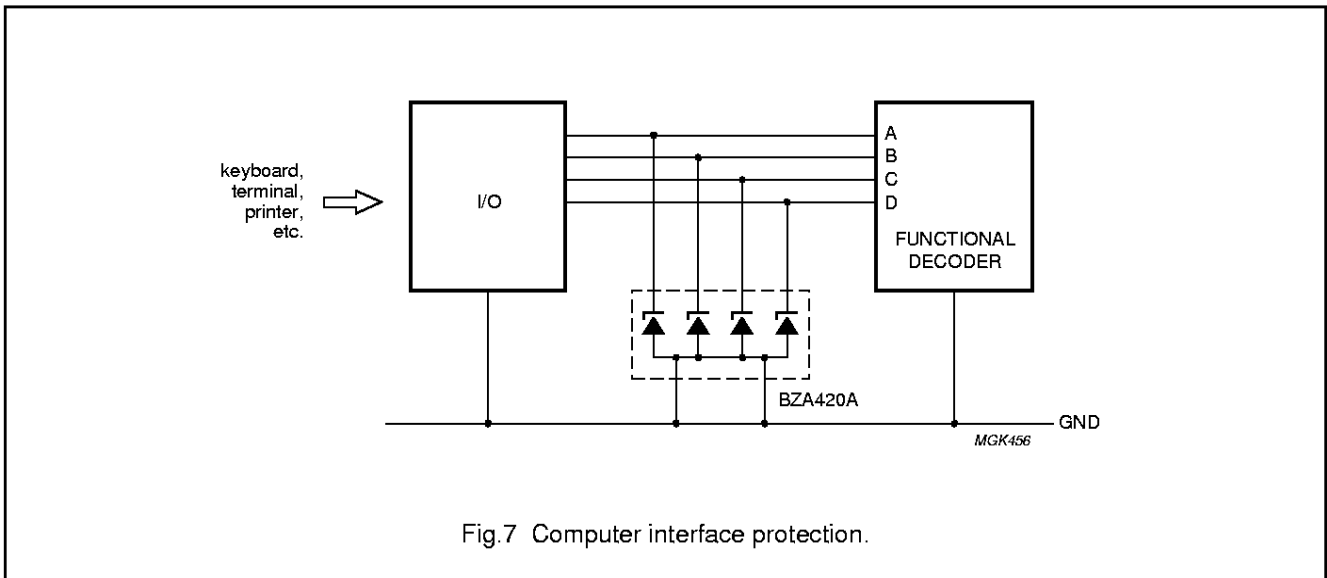 keyboard,
terminal,
printer,
etc.
I/O
A
B
C
D
FUNCTIONAL
DECODER
BZA420A
GND
MGK456
Fig.7 Computer interface protection.